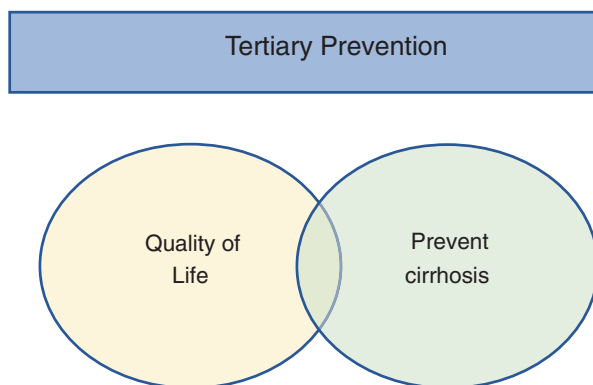 Tertiary Prevention
Quality of
Life
Prevent
cirrhosis